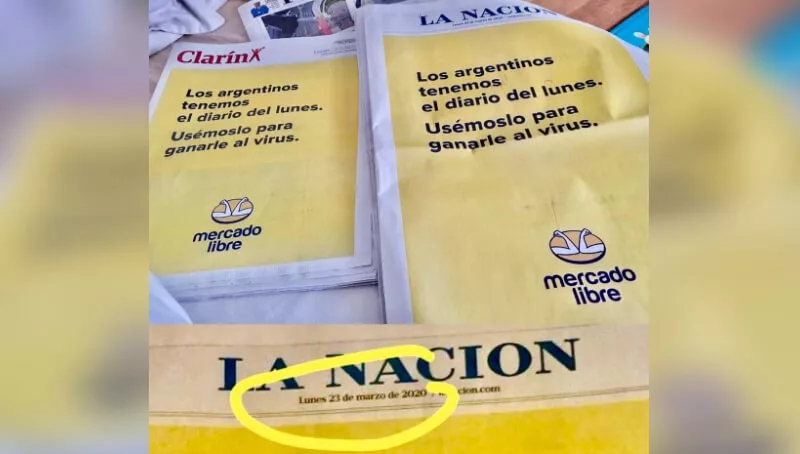 Clarín
Los argentinos
tenemos
el diario del lunes.
Usémoslo para
ganarle al virus.
mercado
libre
LA NACION
Los argentinos
tenemos
el diario del lunes.
Usémoslo para
ganarle al virus.
mercado
libre
LA NACION
Lunes 23 de marzo de 2020